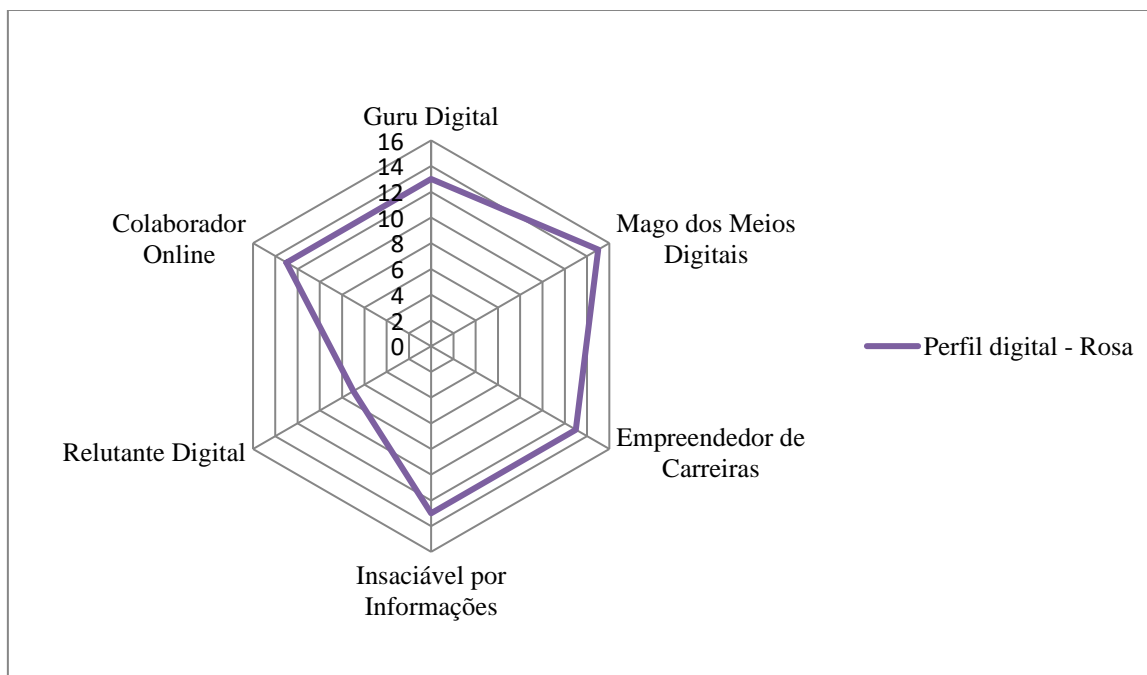 Guru Digital
16
14
12
10
8
6
4
2
0
Mago dos Meios
Digitais
Empreendedor de
Carreiras
Insaciável por
Informações
Relutante Digital
Colaborador
Online
Perfil digital - Rosa